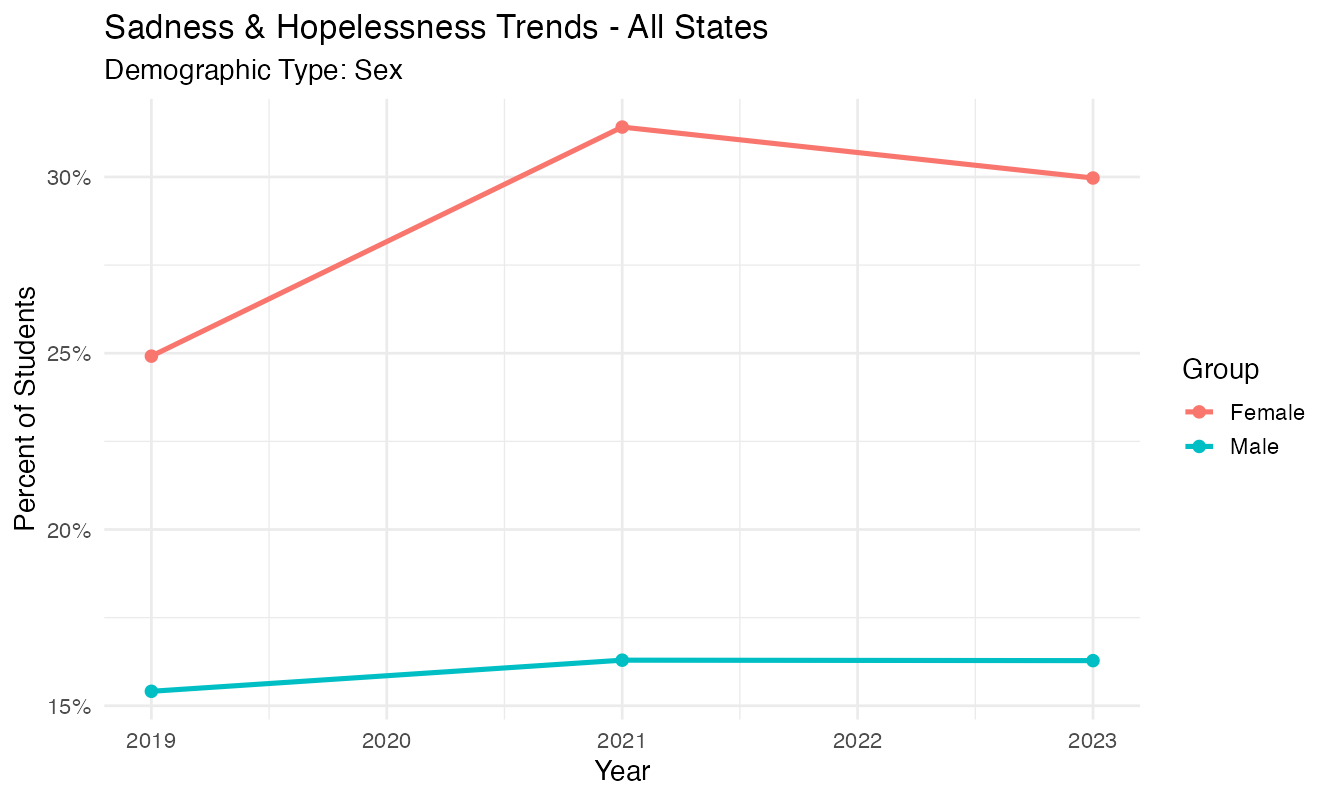 Sadness & Hopelessness Trends - All States
Demographic Type: Sex
Percent of Students
30%
25%
20%
15%
2019 2020 2021 2022 2023
Year
Group
Female
Male